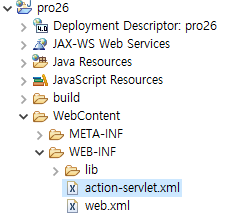 pro26
Deployment Descriptor: pro26
JAX-WS Web Services
Java Resources
JavaScript Resources
build
WebContent
META-INF
WEB-INF
lib
action-servlet.xml
web.xml